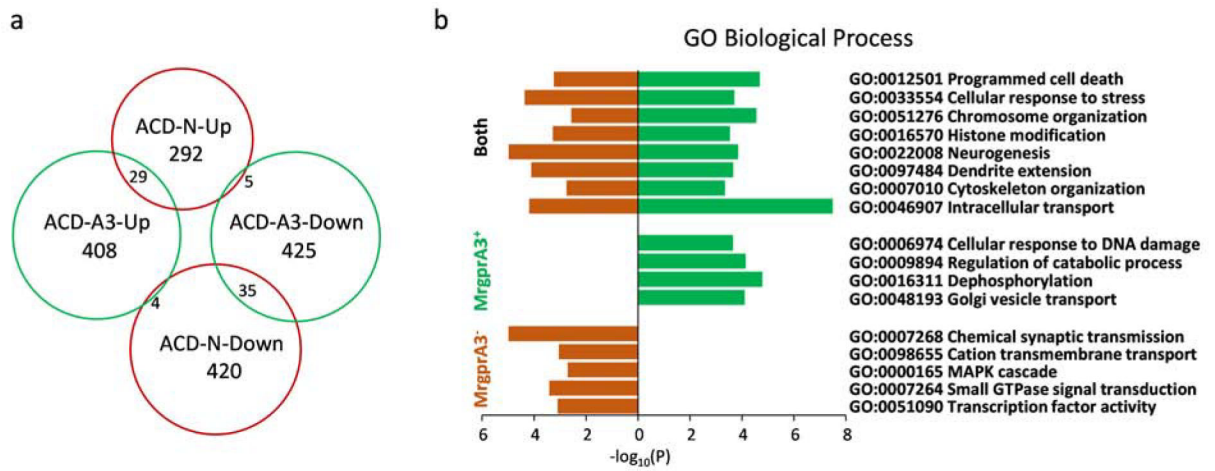 a
ACD-N-Up
292
29
5
ACD-A3-Up
408
ACD-A3-Down
425
4
35
ACD-N-Down
420
b
GO Biological Process
Both
GO:0012501 Programmed cell death
GO:0033554 Cellular response to stress
GO:0051276 Chromosome organization
GO:0016570 Histone modification
GO:0022008 Neurogenesis
GO:0097484 Dendrite extension
GO:0007010 Cytoskeleton organization
GO:0046907 Intracellular transport
MrgprA3⁺
GO:0006974 Cellular response to DNA damage
GO:0009894 Regulation of catabolic process
GO:0016311 Dephosphorylation
GO:0048193 Golgi vesicle transport
MrgprA3⁻
GO:0007268 Chemical synaptic transmission
GO:0098655 Cation transmembrane transport
GO:0000165 MAPK cascade
GO:0007264 Small GTPase signal transduction
GO:0051090 Transcription factor activity
6 4 2 0 2 4 6 8
-log₁₀(P)